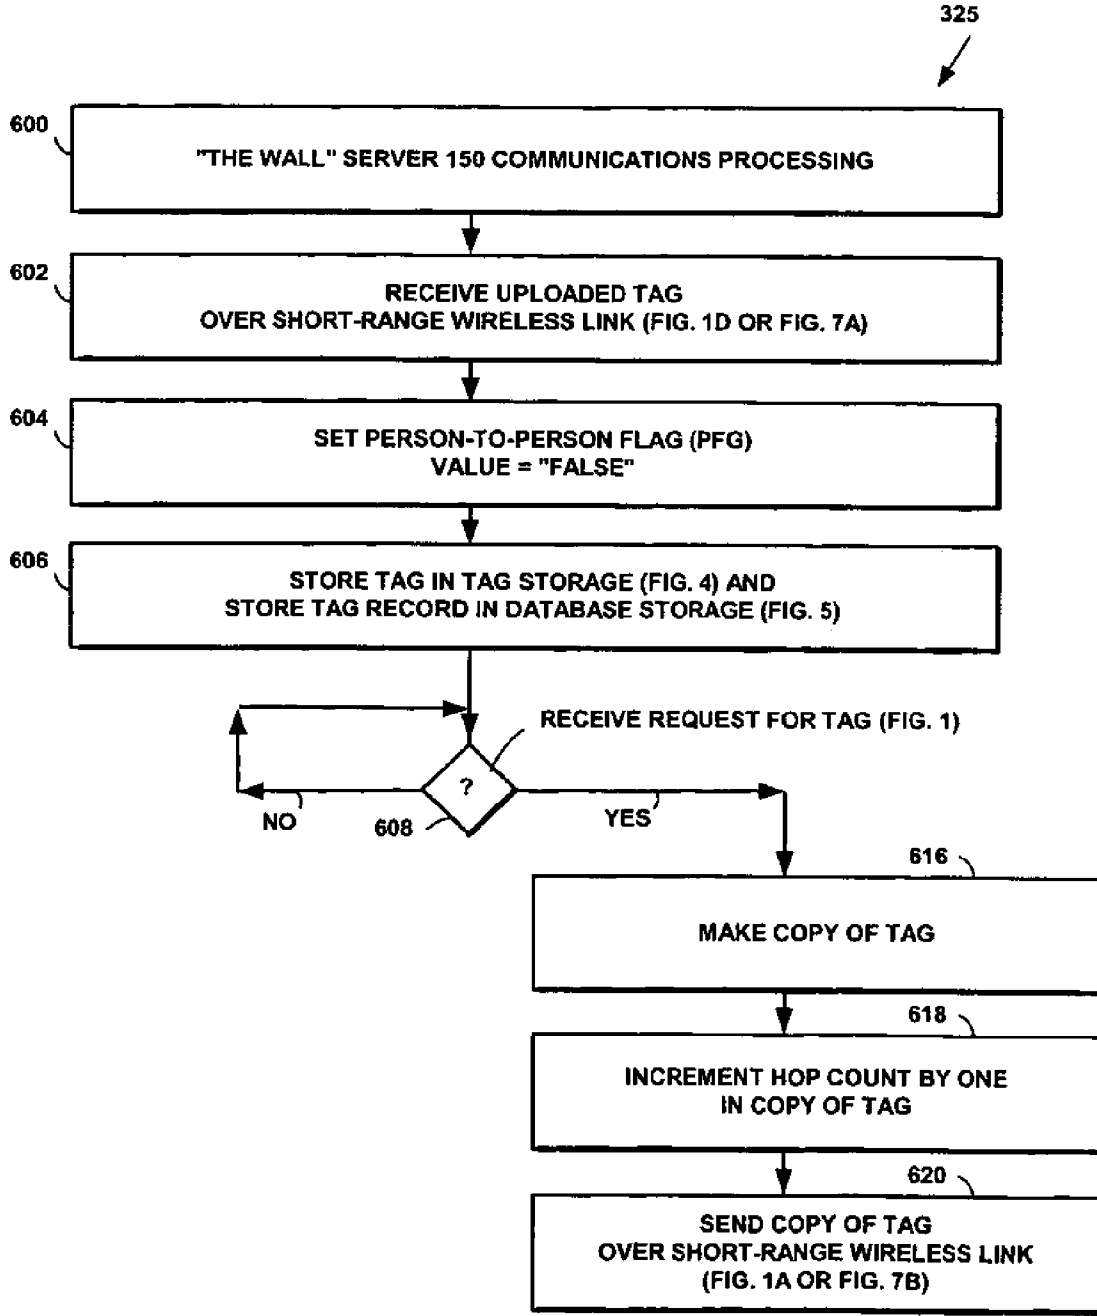 325
600
"THE WALL" SERVER 150 COMMUNICATIONS PROCESSING
602
RECEIVE UPLOADED TAG
OVER SHORT-RANGE WIRELESS LINK (FIG. 1D OR FIG. 7A)
604
SET PERSON-TO-PERSON FLAG (PFG)
VALUE = "FALSE"
606
STORE TAG IN TAG STORAGE (FIG. 4) AND
STORE TAG RECORD IN DATABASE STORAGE (FIG. 5)
RECEIVE REQUEST FOR TAG (FIG. 1)
?
NO
608
YES
616
MAKE COPY OF TAG
618
INCREMENT HOP COUNT BY ONE
IN COPY OF TAG
620
SEND COPY OF TAG
OVER SHORT-RANGE WIRELESS LINK
(FIG. 1A OR FIG. 7B)